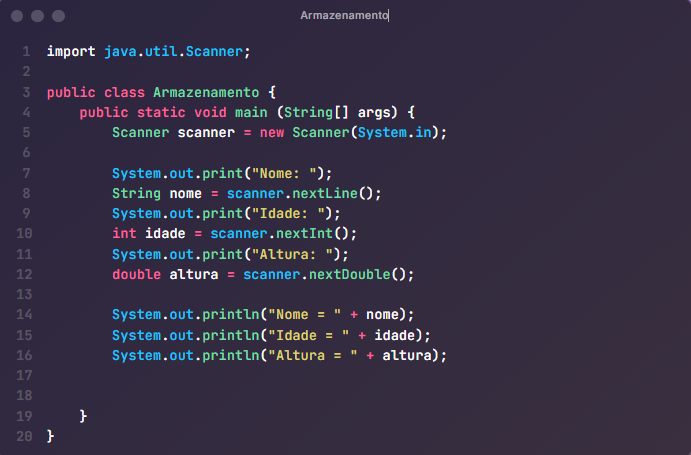 Armazenamento
1 import java.util.Scanner;
2
3 public class Armazenamento {
4     public static void main (String[] args) {
5         Scanner scanner = new Scanner(System.in);
6
7         System.out.print("Nome: ");
8         String nome = scanner.nextLine();
9         System.out.print("Idade: ");
10         int idade = scanner.nextInt();
11         System.out.print("Altura: ");
12         double altura = scanner.nextDouble();
13
14         System.out.println("Nome = " + nome);
15         System.out.println("Idade = " + idade);
16         System.out.println("Altura = " + altura);
17
18
19     }
20 }